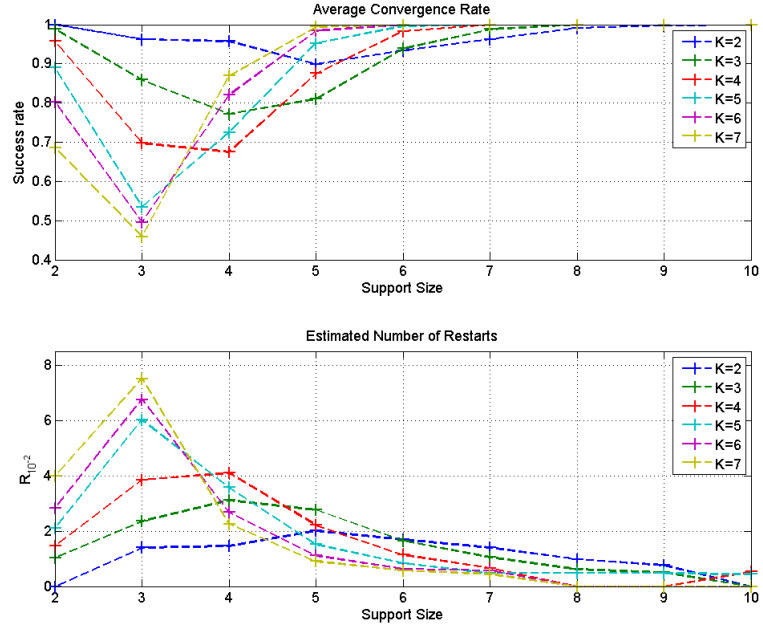 Average Convergence Rate
1
0.9
0.8
0.7
0.6
0.5
0.4
Success rate
2 3 4 5 6 7 8 9 10
Support Size
K=2
K=3
K=4
K=5
K=6
K=7
Estimated Number of Restarts
8
6
4
2
0
R_{10^{-2}}
2 3 4 5 6 7 8 9 10
Support Size
K=2
K=3
K=4
K=5
K=6
K=7